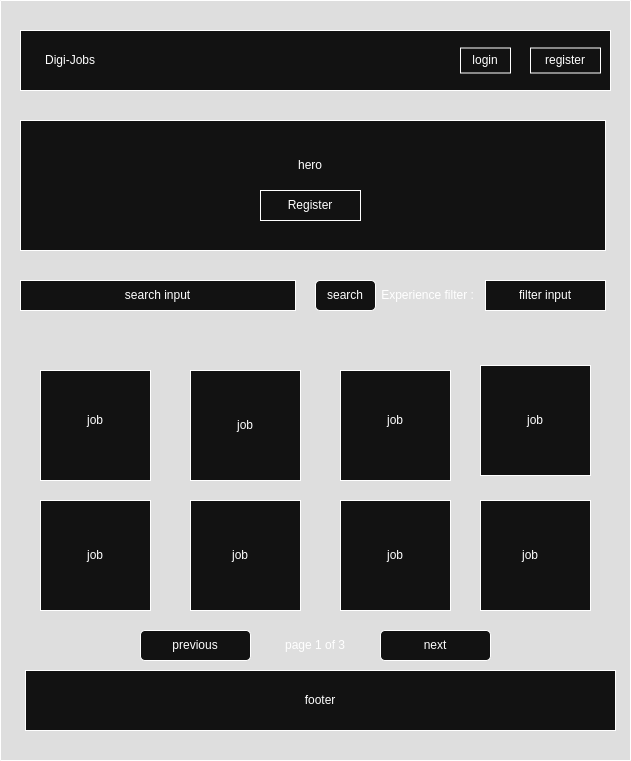 Digi-Jobs
login
register
hero
Register
search input
search
Experience filter :
filter input
job
job
job
job
job
job
job
job
previous
page 1 of 3
next
footer